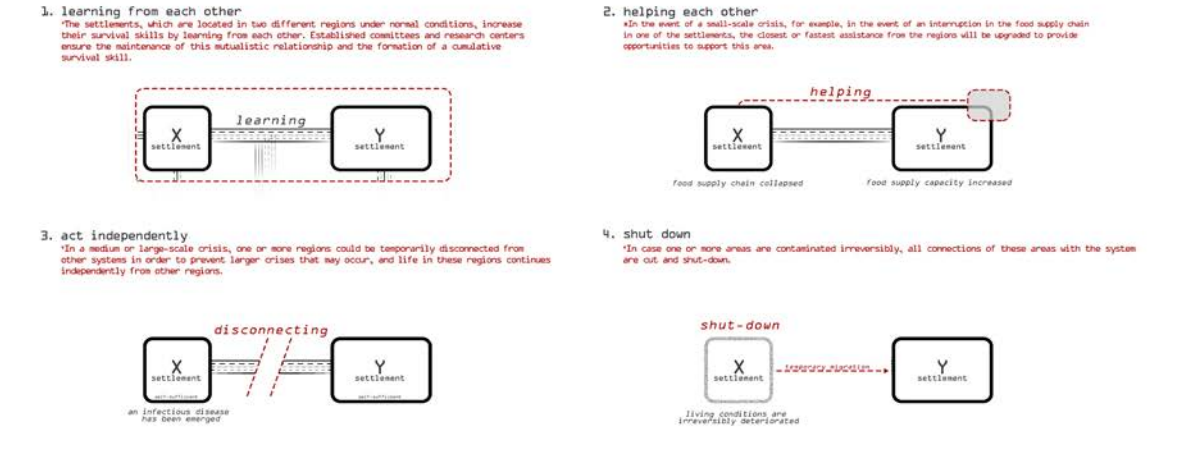 1. learning from each other
*The settlements, which are located in two different regions under normal conditions, increase
their survival skills by learning from each other. Established committees and research centers
ensure the maintenance of this mutualistic relationship and the formation of a cumulative
survival skill.
learning
X
settlement
Y
settlement
2. helping each other
*In the event of a small-scale crisis, for example, in the event of an interruption in the food supply chain
in one of the settlements, the closest or fastest assistance from the regions will be upgraded to provide
opportunities to support this area.
helping
X
settlement
Y
settlement
food supply chain collapsed
food supply capacity increased
3. act independently
*In a medium or large-scale crisis, one or more regions could be temporarily disconnected from
other systems in order to prevent larger crises that may occur, and life in these regions continues
independently from other regions.
disconnecting
X
settlement
self-sufficient
Y
settlement
self-sufficient
an infectious disease
has been emerged
4. shut down
*In case one or more areas are contaminated irreversibly, all connections of these areas with the system
are cut and shut-down.
shut-down
X
settlement
temporary migration
Y
settlement
living conditions are
irreversibly deteriorated